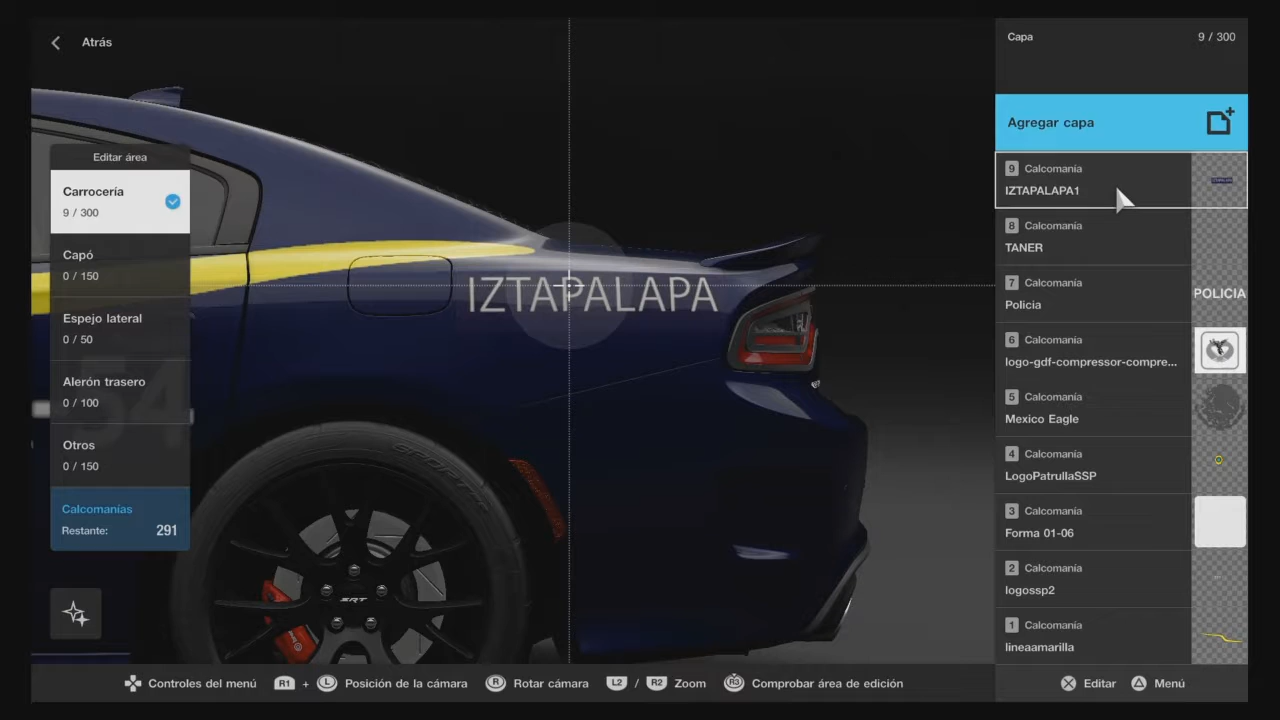 Atrás
Capa
9 / 300
Agregar capa
9 Calcomanía
IZTAPALAPA1
8 Calcomanía
TANER
7 Calcomanía
Policia
POLICIA
6 Calcomanía
logo-gdf-compressor-compre...
5 Calcomanía
Mexico Eagle
4 Calcomanía
LogoPatrullaSSP
3 Calcomanía
Forma 01-06
2 Calcomanía
logossp2
1 Calcomanía
lineaamarilla
Editar área
Carrocería
9 / 300
Capó
0 / 150
Espejo lateral
0 / 50
Alerón trasero
0 / 100
Otros
0 / 150
Calcomanías
Restante: 291
IZTAPALAPA
54
SRT
Controles del menú
R1 + L Posición de la cámara
R Rotar cámara
L2 / R2 Zoom
R3 Comprobar área de edición
Editar
Menú